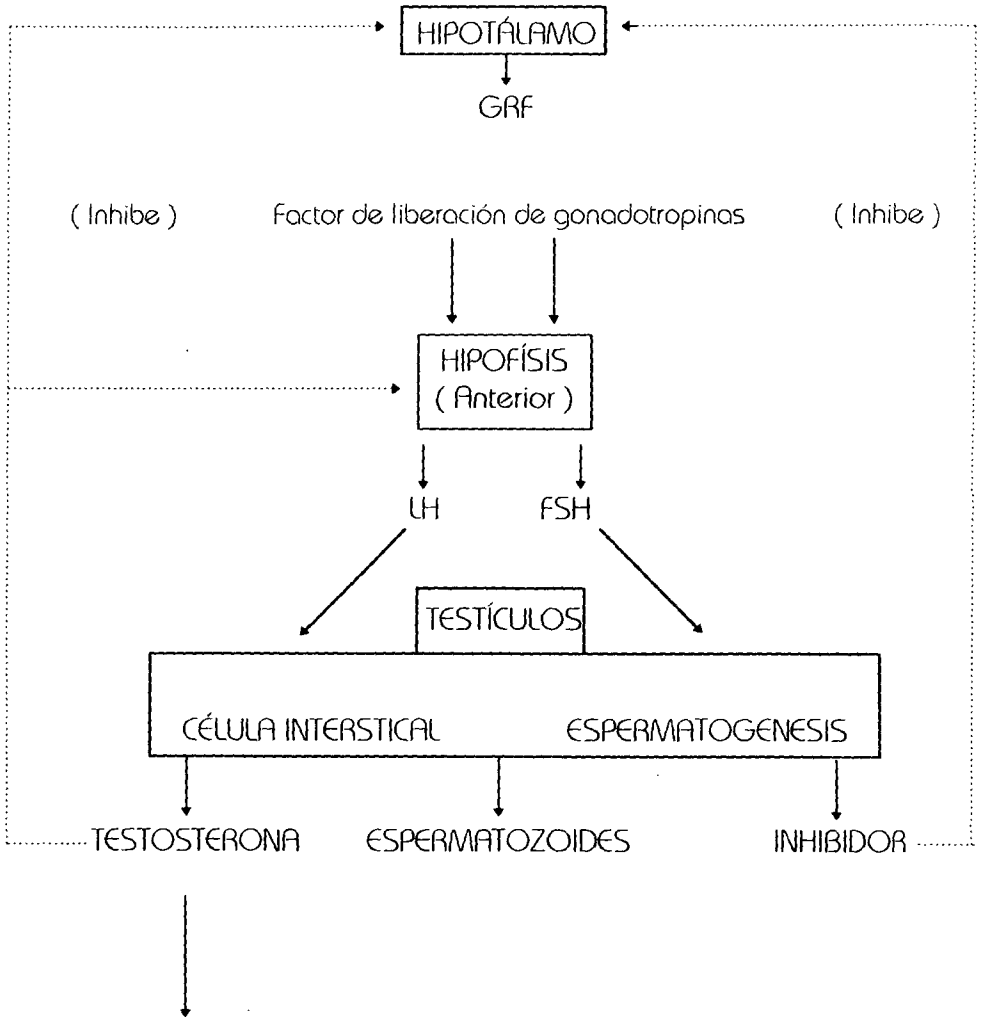 HIPOTÁLAMO
GRF
( Inhibe ) Factor de liberación de gonadotropinas ( Inhibe )
HIPOFÍSIS
( Anterior )
LH FSH
TESTÍCULOS
CÉLULA INTERSTICAL ESPERMATOGENESIS
TESTOSTERONA ESPERMATOZOIDES INHIBIDOR